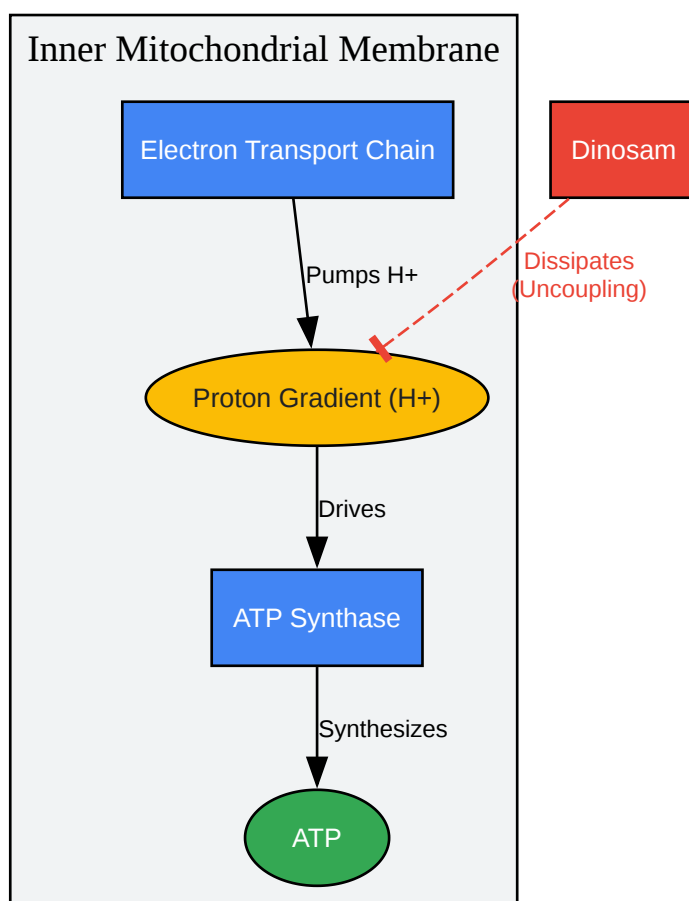 Inner Mitochondrial Membrane
Electron Transport Chain
Dinosam
Pumps H+
Dissipates
(Uncoupling)
Proton Gradient (H+)
Drives
ATP Synthase
Synthesizes
ATP